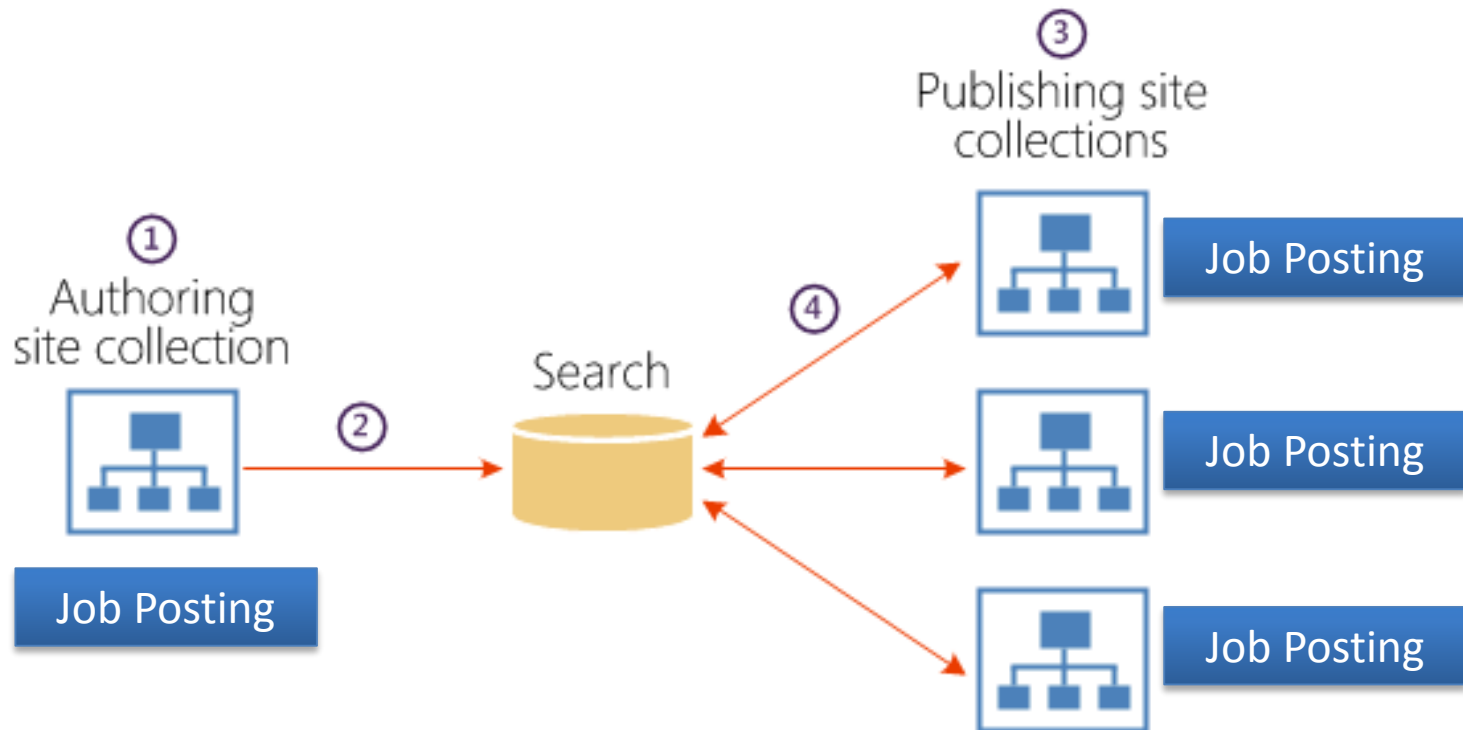 1
Authoring
site collection
Job Posting
2
Search
3
Publishing site
collections
4
Job Posting
Job Posting
Job Posting